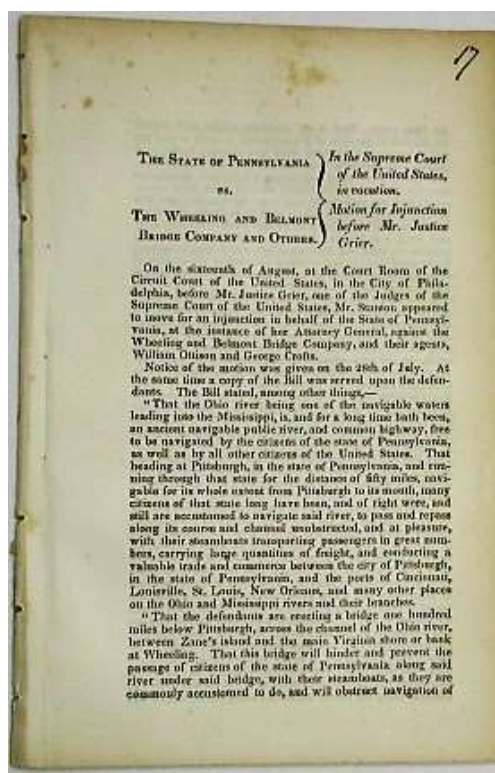 17
THE STATE OF PENNSYLVANIA
vs.
THE WHEELING AND BELMONT
BRIDGE COMPANY AND OTHERS.
In the Supreme Court
of the United States,
in vacation.
Motion for Injunction
before Mr. Justice
Grier.
On the sixteenth of August, at the Court Room of the
Circuit Court of the United States, in the City of Phila-
delphia, before Mr. Justice Grier, one of the Judges of the
Supreme Court of the United States, Mr. Stanton appeared
to move for an injunction in behalf of the State of Pennsyl-
vania, at the instance of her Attorney General, against the
Wheeling and Belmont Bridge Company, and their agents,
William Ottison and George Crofts.
Notice of the motion was given on the 28th of July. At
the same time a copy of the Bill was served upon the defen-
dants. The Bill stated, among other things,—
"That the Ohio river being one of the navigable waters
leading into the Mississippi, is, and for a long time hath been,
an ancient navigable public river, and common highway, free
to be navigated by the citizens of the state of Pennsylvania,
as well as by all other citizens of the United States. That
heading at Pittsburgh, in the state of Pennsylvania, and run-
ning through that state for the distance of fifty miles, navi-
gable for its whole extent from Pittsburgh to its mouth, many
citizens of that state long have been, and of right were, and
still are accustomed to navigate said river, to pass and repass
along its course and channel unobstructed, and at pleasure,
with their steamboats transporting passengers in great num-
bers, carrying large quantities of freight, and conducting a
valuable trade and commerce between the city of Pittsburgh,
in the state of Pennsylvania, and the ports of Cincinnati,
Louisville, St. Louis, New Orleans, and many other places
on the Ohio and Mississippi rivers and their branches.
"That the defendants are erecting a bridge one hundred
miles below Pittsburgh, across the channel of the Ohio river,
between Zane's island and the main Virginia shore or bank
at Wheeling. That this bridge will hinder and prevent the
passage of citizens of the state of Pennsylvania along said
river under said bridge, with their steamboats, as they are
commonly accustomed to do, and will obstruct navigation of